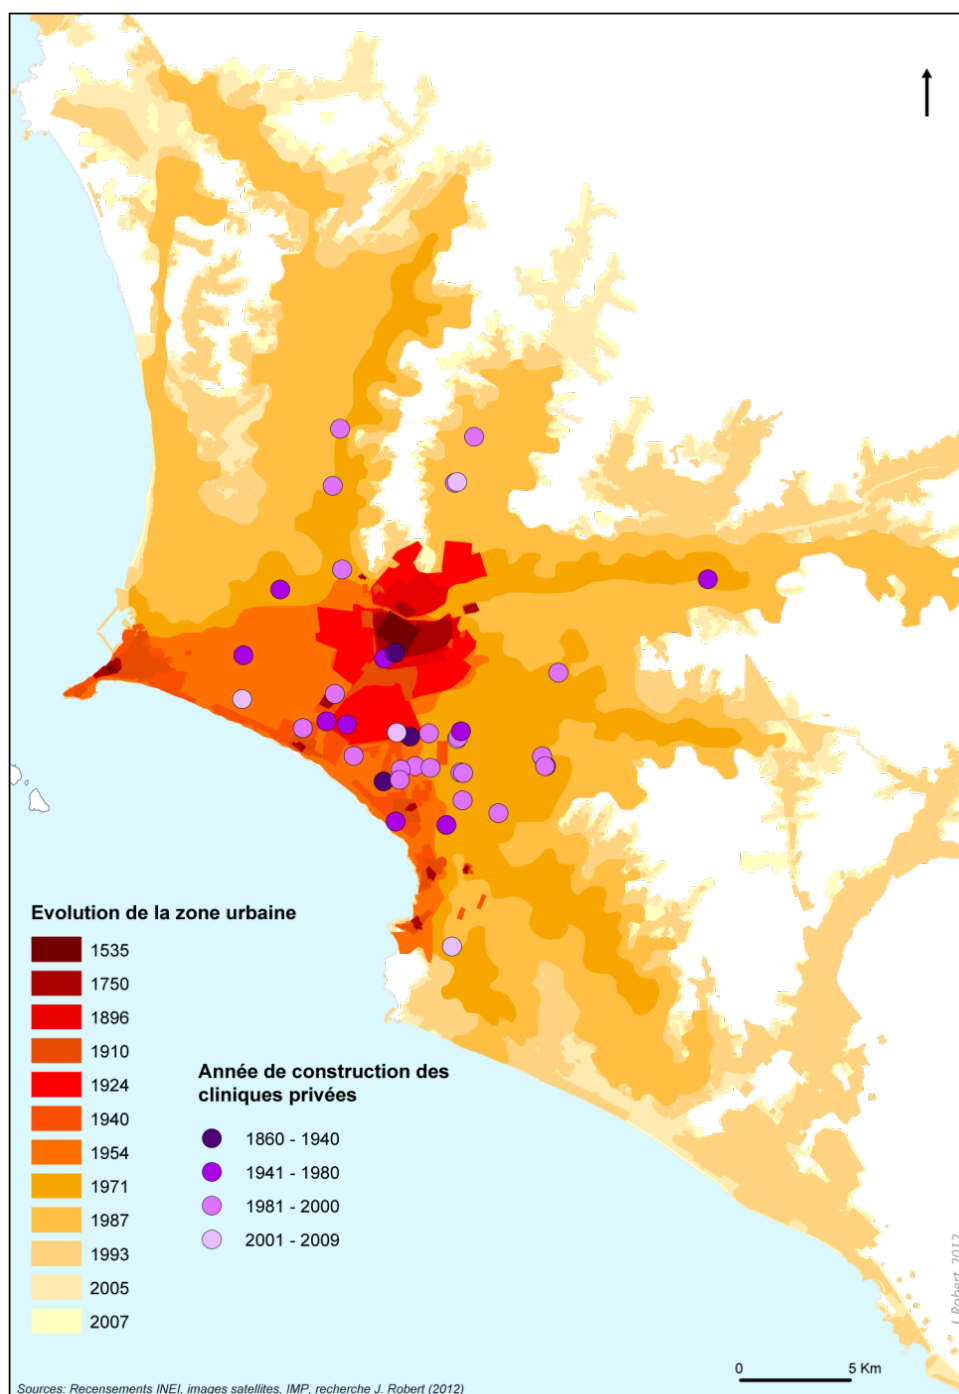 Evolution de la zone urbaine
1535
1750
1896
1910
1924
1940
1954
1971
1987
1993
2005
2007
Année de construction des
cliniques privées
1860 - 1940
1941 - 1980
1981 - 2000
2001 - 2009
0 5 Km
J. Robert, 2012
Sources: Recensements INEI, images satellites, IMP, recherche J. Robert (2012)